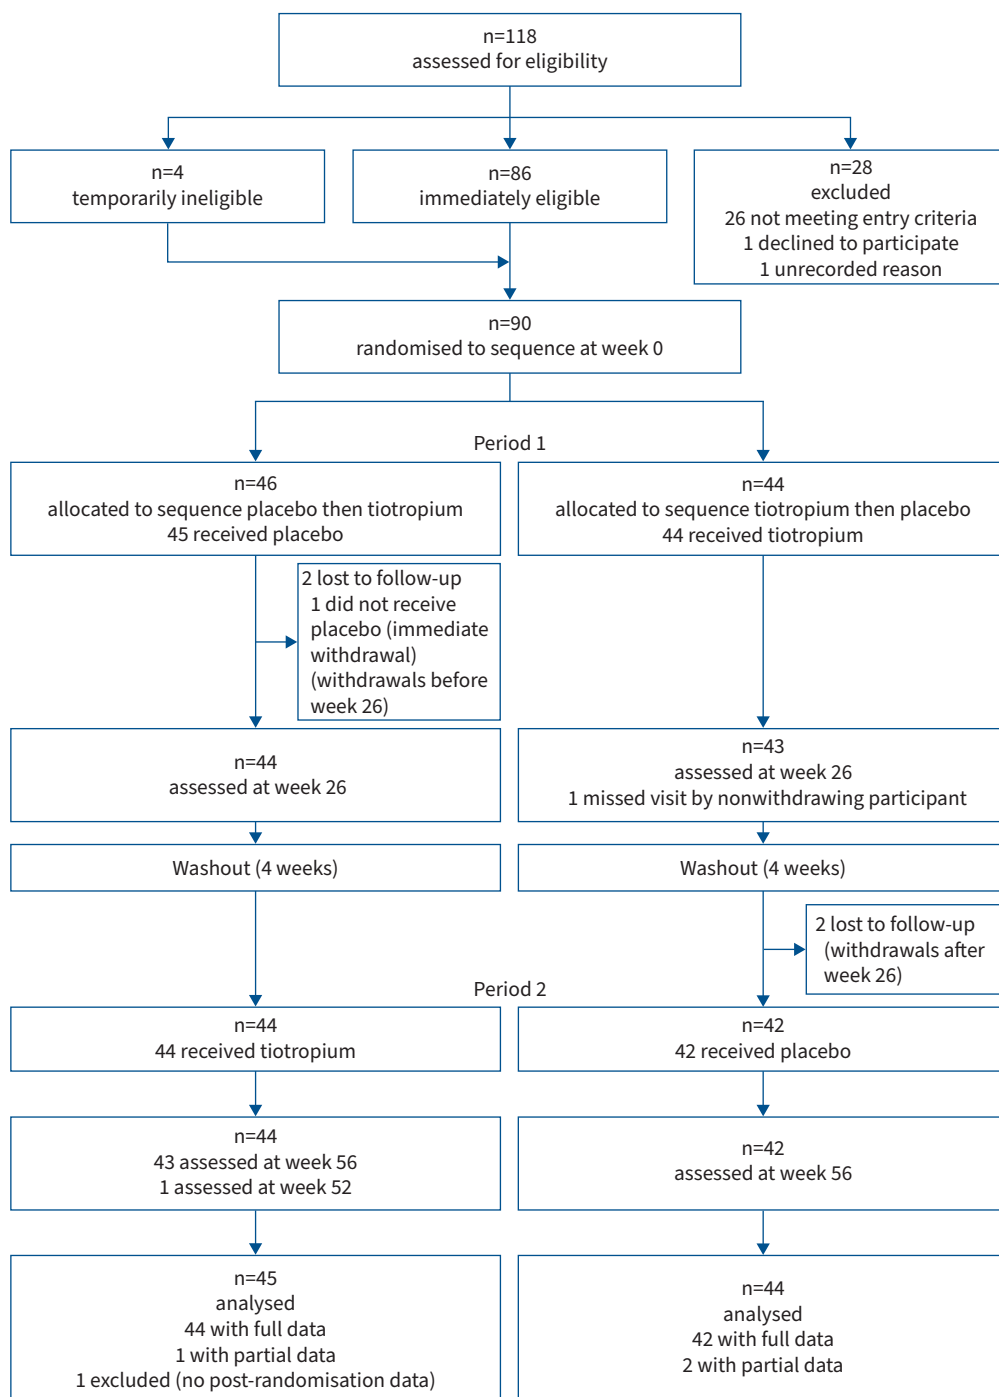 n=118
assessed for eligibility
n=4
temporarily ineligible
n=86
immediately eligible
n=28
excluded
26 not meeting entry criteria
1 declined to participate
1 unrecorded reason
n=90
randomised to sequence at week 0
Period 1
n=46
allocated to sequence placebo then tiotropium
45 received placebo
n=44
allocated to sequence tiotropium then placebo
44 received tiotropium
2 lost to follow-up
1 did not receive
placebo (immediate
withdrawal)
(withdrawals before
week 26)
n=44
assessed at week 26
n=43
assessed at week 26
1 missed visit by nonwithdrawing participant
Washout (4 weeks)
Washout (4 weeks)
2 lost to follow-up
(withdrawals after
week 26)
Period 2
n=44
44 received tiotropium
n=42
42 received placebo
n=44
43 assessed at week 56
1 assessed at week 52
n=42
assessed at week 56
n=45
analysed
44 with full data
1 with partial data
1 excluded (no post-randomisation data)
n=44
analysed
42 with full data
2 with partial data